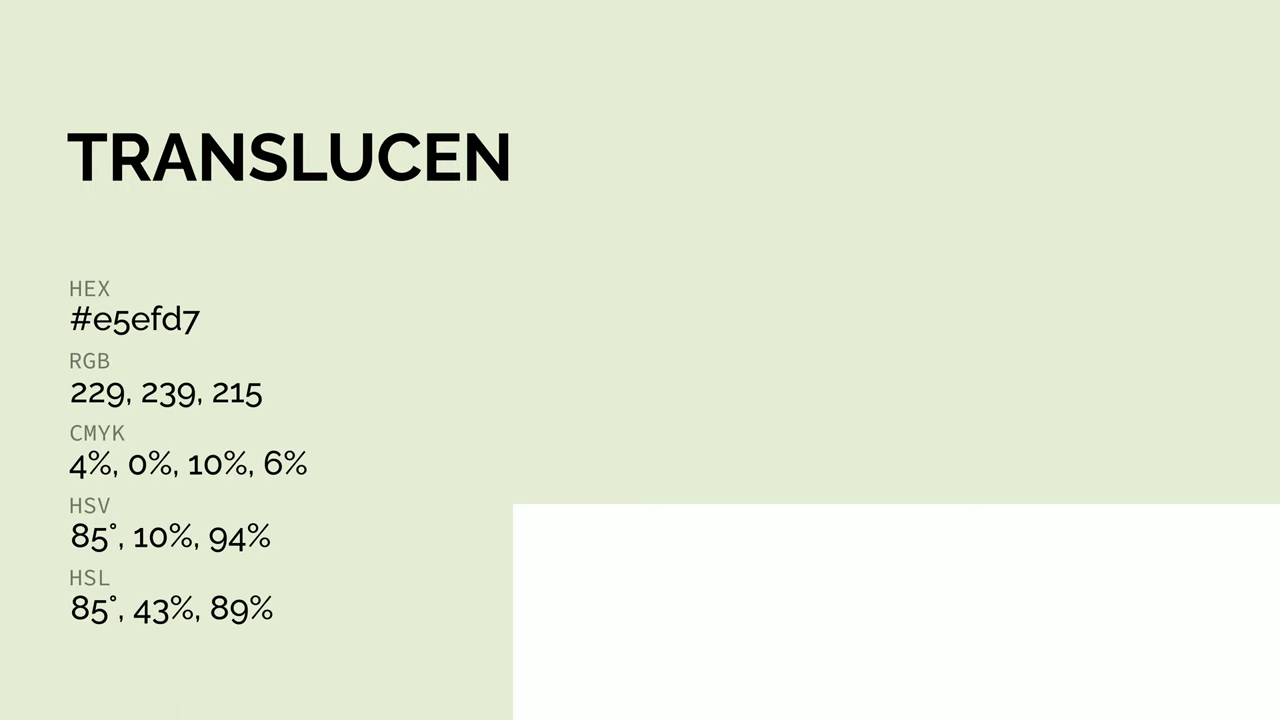 TRANSLUCEN
HEX
#e5efd7
RGB
229, 239, 215
CMYK
4%, 0%, 10%, 6%
HSV
85°, 10%, 94%
HSL
85°, 43%, 89%